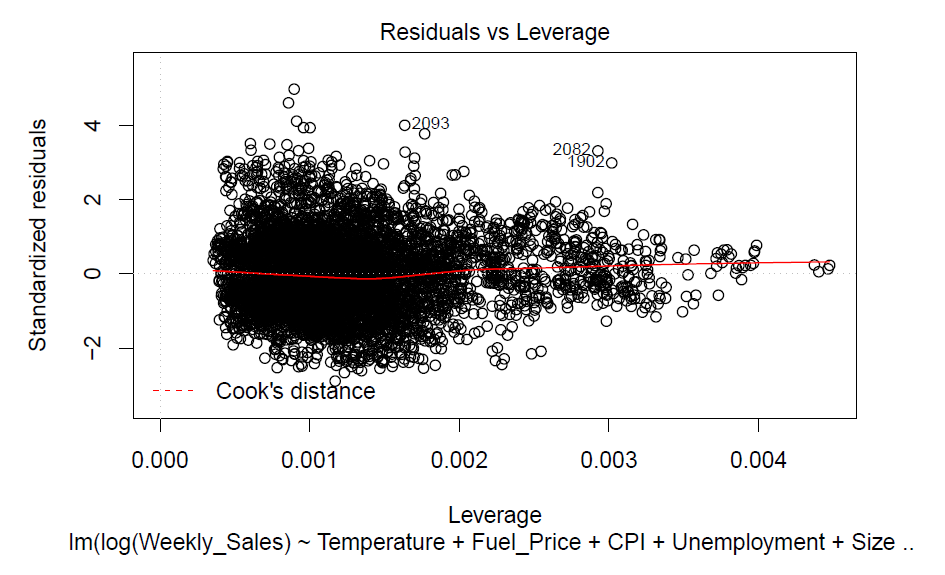 Residuals vs Leverage
Standardized residuals
4
2
0
−2
2093
2082
1902
Cook's distance
0.000 0.001 0.002 0.003 0.004
Leverage
lm(log(Weekly_Sales) ~ Temperature + Fuel_Price + CPI + Unemployment + Size ..